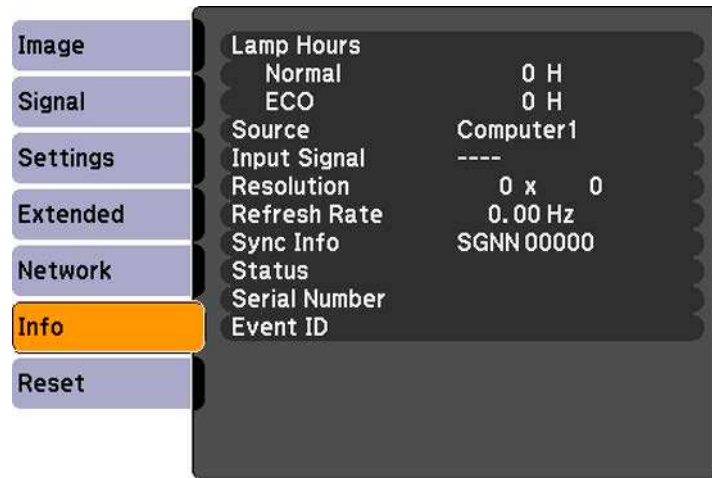 Image
Signal
Settings
Extended
Network
Info
Reset
Lamp Hours
Normal 0 H
ECO 0 H
Source Computer1
Input Signal ----
Resolution 0 x 0
Refresh Rate 0.00 Hz
Sync Info SGNN 00000
Status
Serial Number
Event ID